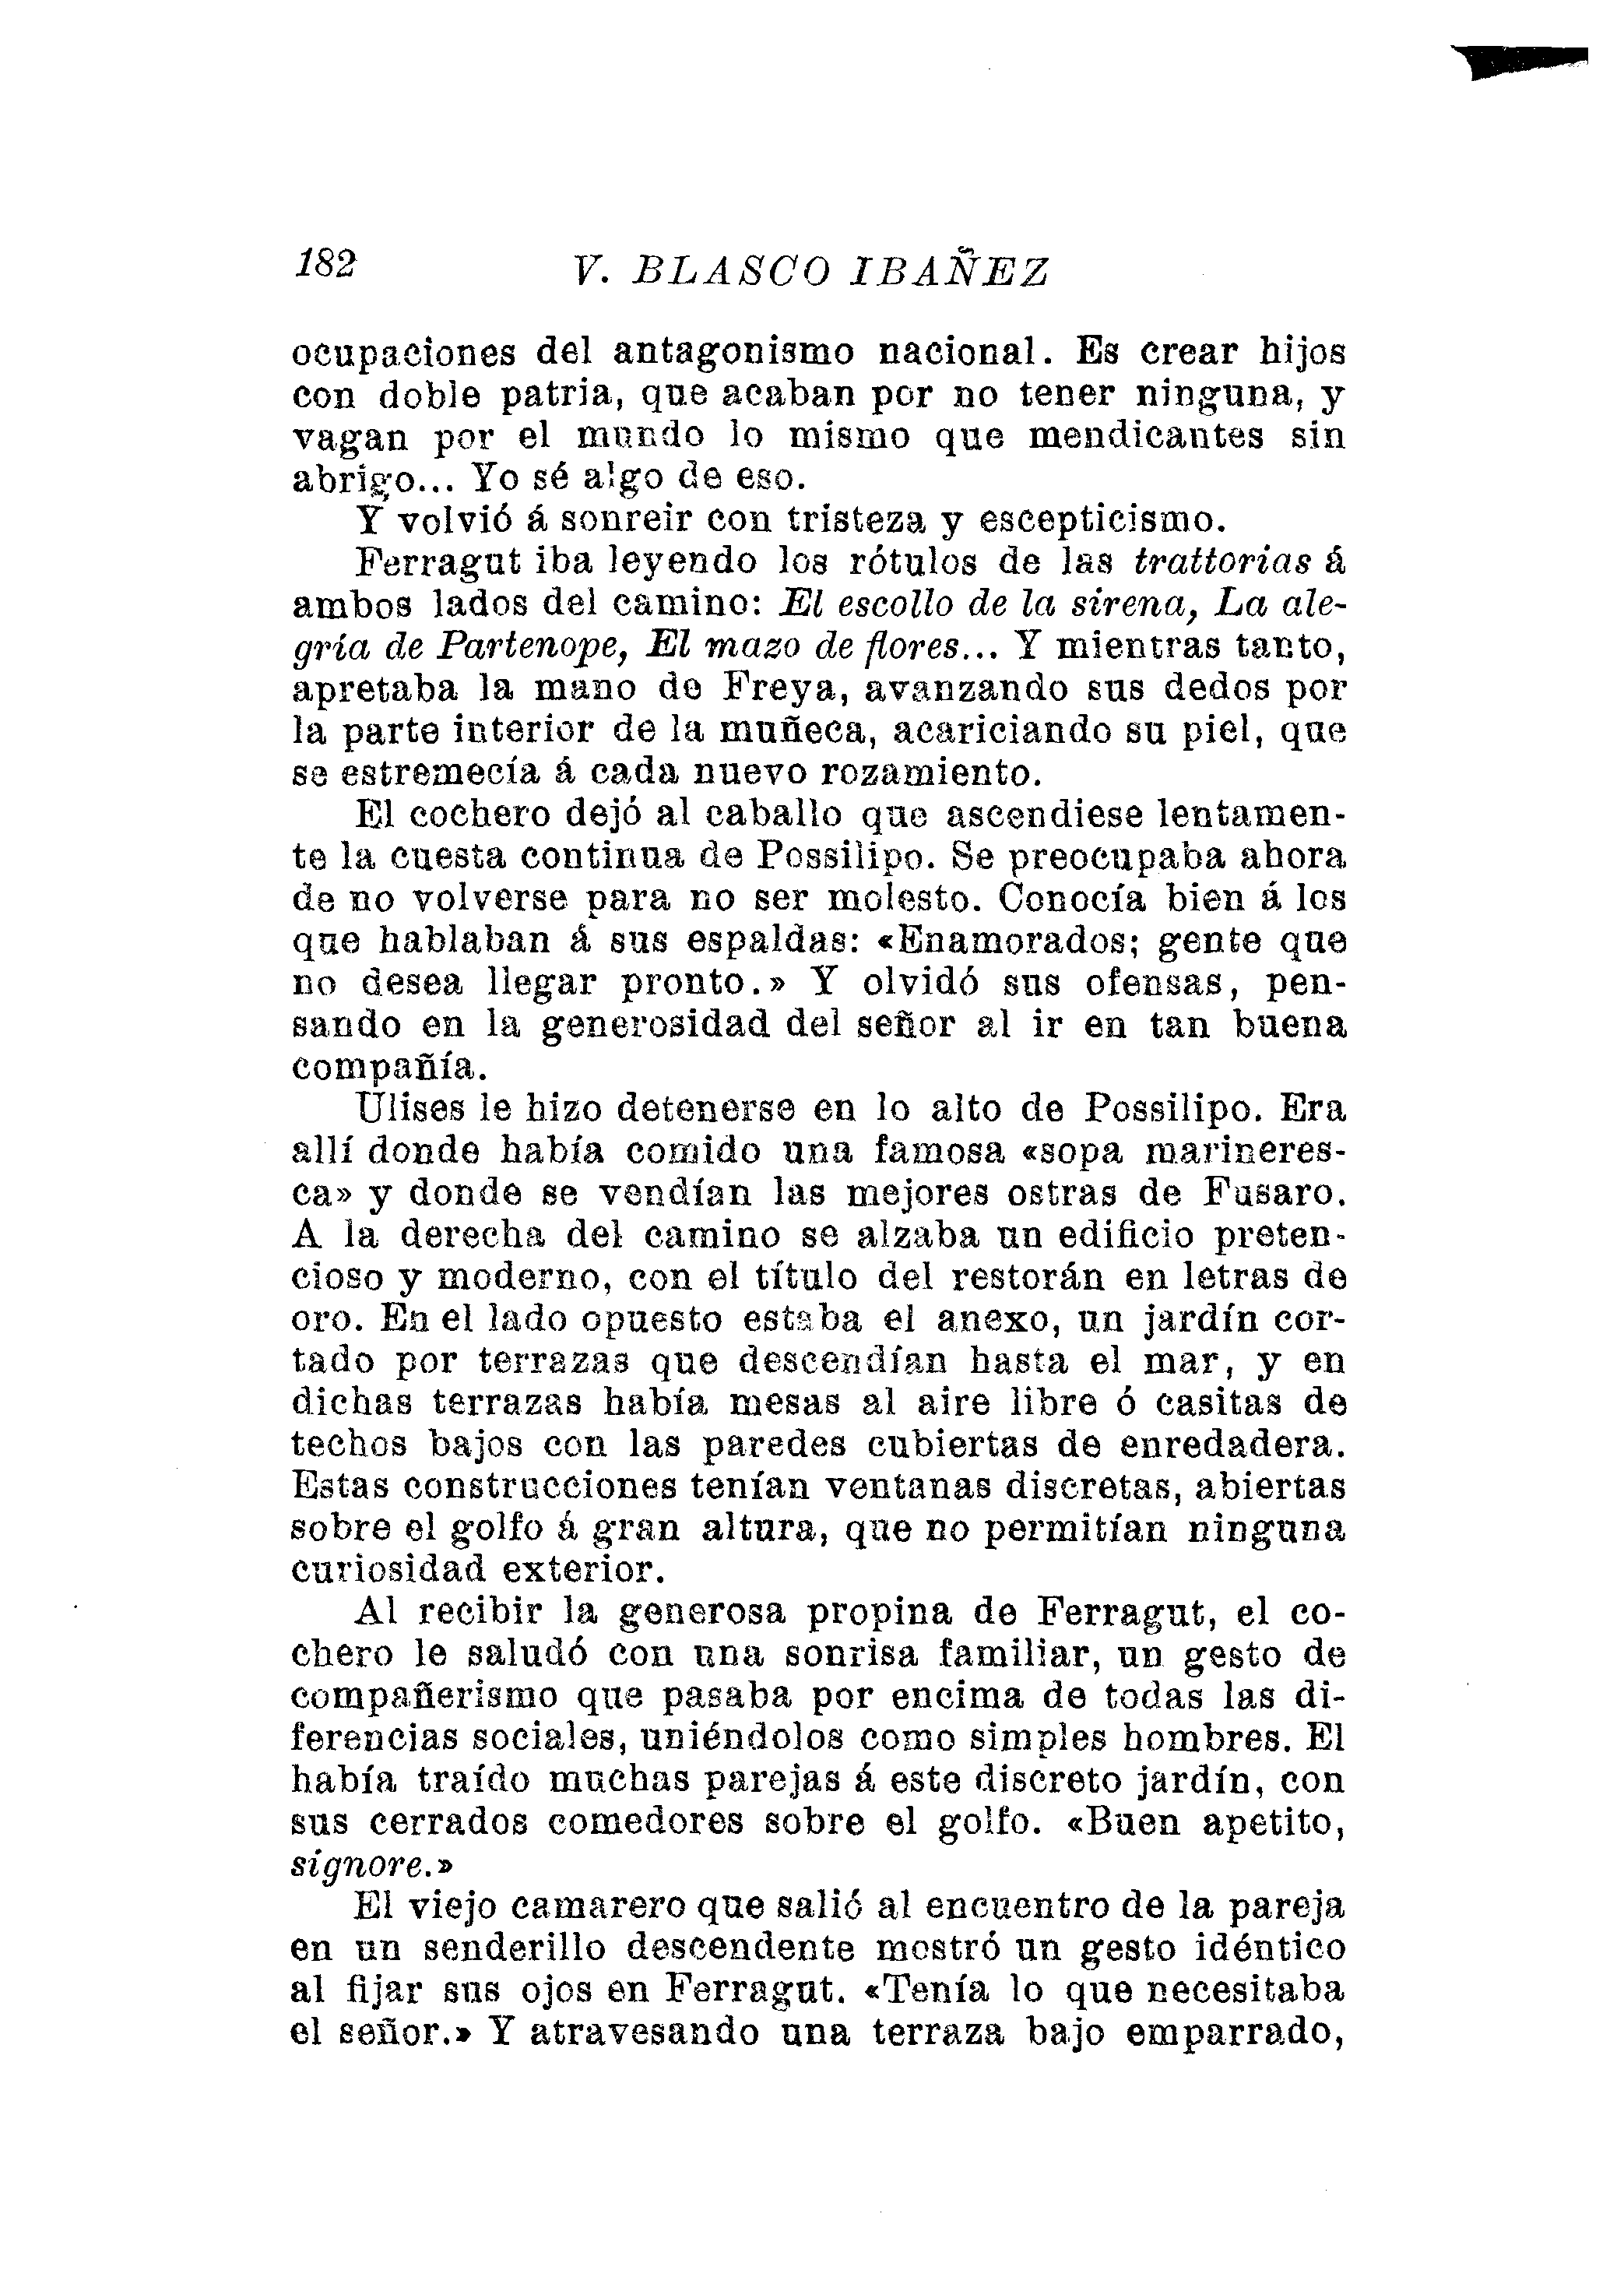 182 V. BLASCO IBAÑEZ
ocupaciones del antagonismo nacional. Es crear hijos
con doble patria, que acaban por no tener ninguna, y
vagan por el mundo lo mismo que mendicantes sin
abrigo... Yo sé algo de eso.
Y volvió á sonreir con tristeza y escepticismo.
Ferragut iba leyendo los rótulos de las trattorias á
ambos lados del camino: El escollo de la sirena, La ale-
gría de Partenope, El mazo de flores... Y mientras tanto,
apretaba la mano de Freya, avanzando sus dedos por
la parte interior de la muñeca, acariciando su piel, que
se estremecía á cada nuevo rozamiento.
El cochero dejó al caballo que ascendiese lentamen-
te la cuesta continua de Possilipo. Se preocupaba ahora
de no volverse para no ser molesto. Conocía bien á los
que hablaban á sus espaldas: «Enamorados; gente que
no desea llegar pronto.» Y olvidó sus ofensas, pen-
sando en la generosidad del señor al ir en tan buena
compañía.
Ulises le hizo detenerse en lo alto de Possilipo. Era
allí donde había comido una famosa «sopa marineres-
ca» y donde se vendían las mejores ostras de Fusaro.
A la derecha del camino se alzaba un edificio preten-
cioso y moderno, con el título del restorán en letras de
oro. En el lado opuesto estaba el anexo, un jardín cor-
tado por terrazas que descendían hasta el mar, y en
dichas terrazas había mesas al aire libre ó casitas de
techos bajos con las paredes cubiertas de enredadera.
Estas construcciones tenían ventanas discretas, abiertas
sobre el golfo á gran altura, que no permitían ninguna
curiosidad exterior.
Al recibir la generosa propina de Ferragut, el co-
chero le saludó con una sonrisa familiar, un gesto de
compañerismo que pasaba por encima de todas las di-
ferencias sociales, uniéndolos como simples hombres. El
había traído muchas parejas á este discreto jardín, con
sus cerrados comedores sobre el golfo. «Buen apetito,
signore.»
El viejo camarero que salió al encuentro de la pareja
en un senderillo descendente mostró un gesto idéntico
al fijar sus ojos en Ferragut. «Tenía lo que necesitaba
el señor.» Y atravesando una terraza bajo emparrado,